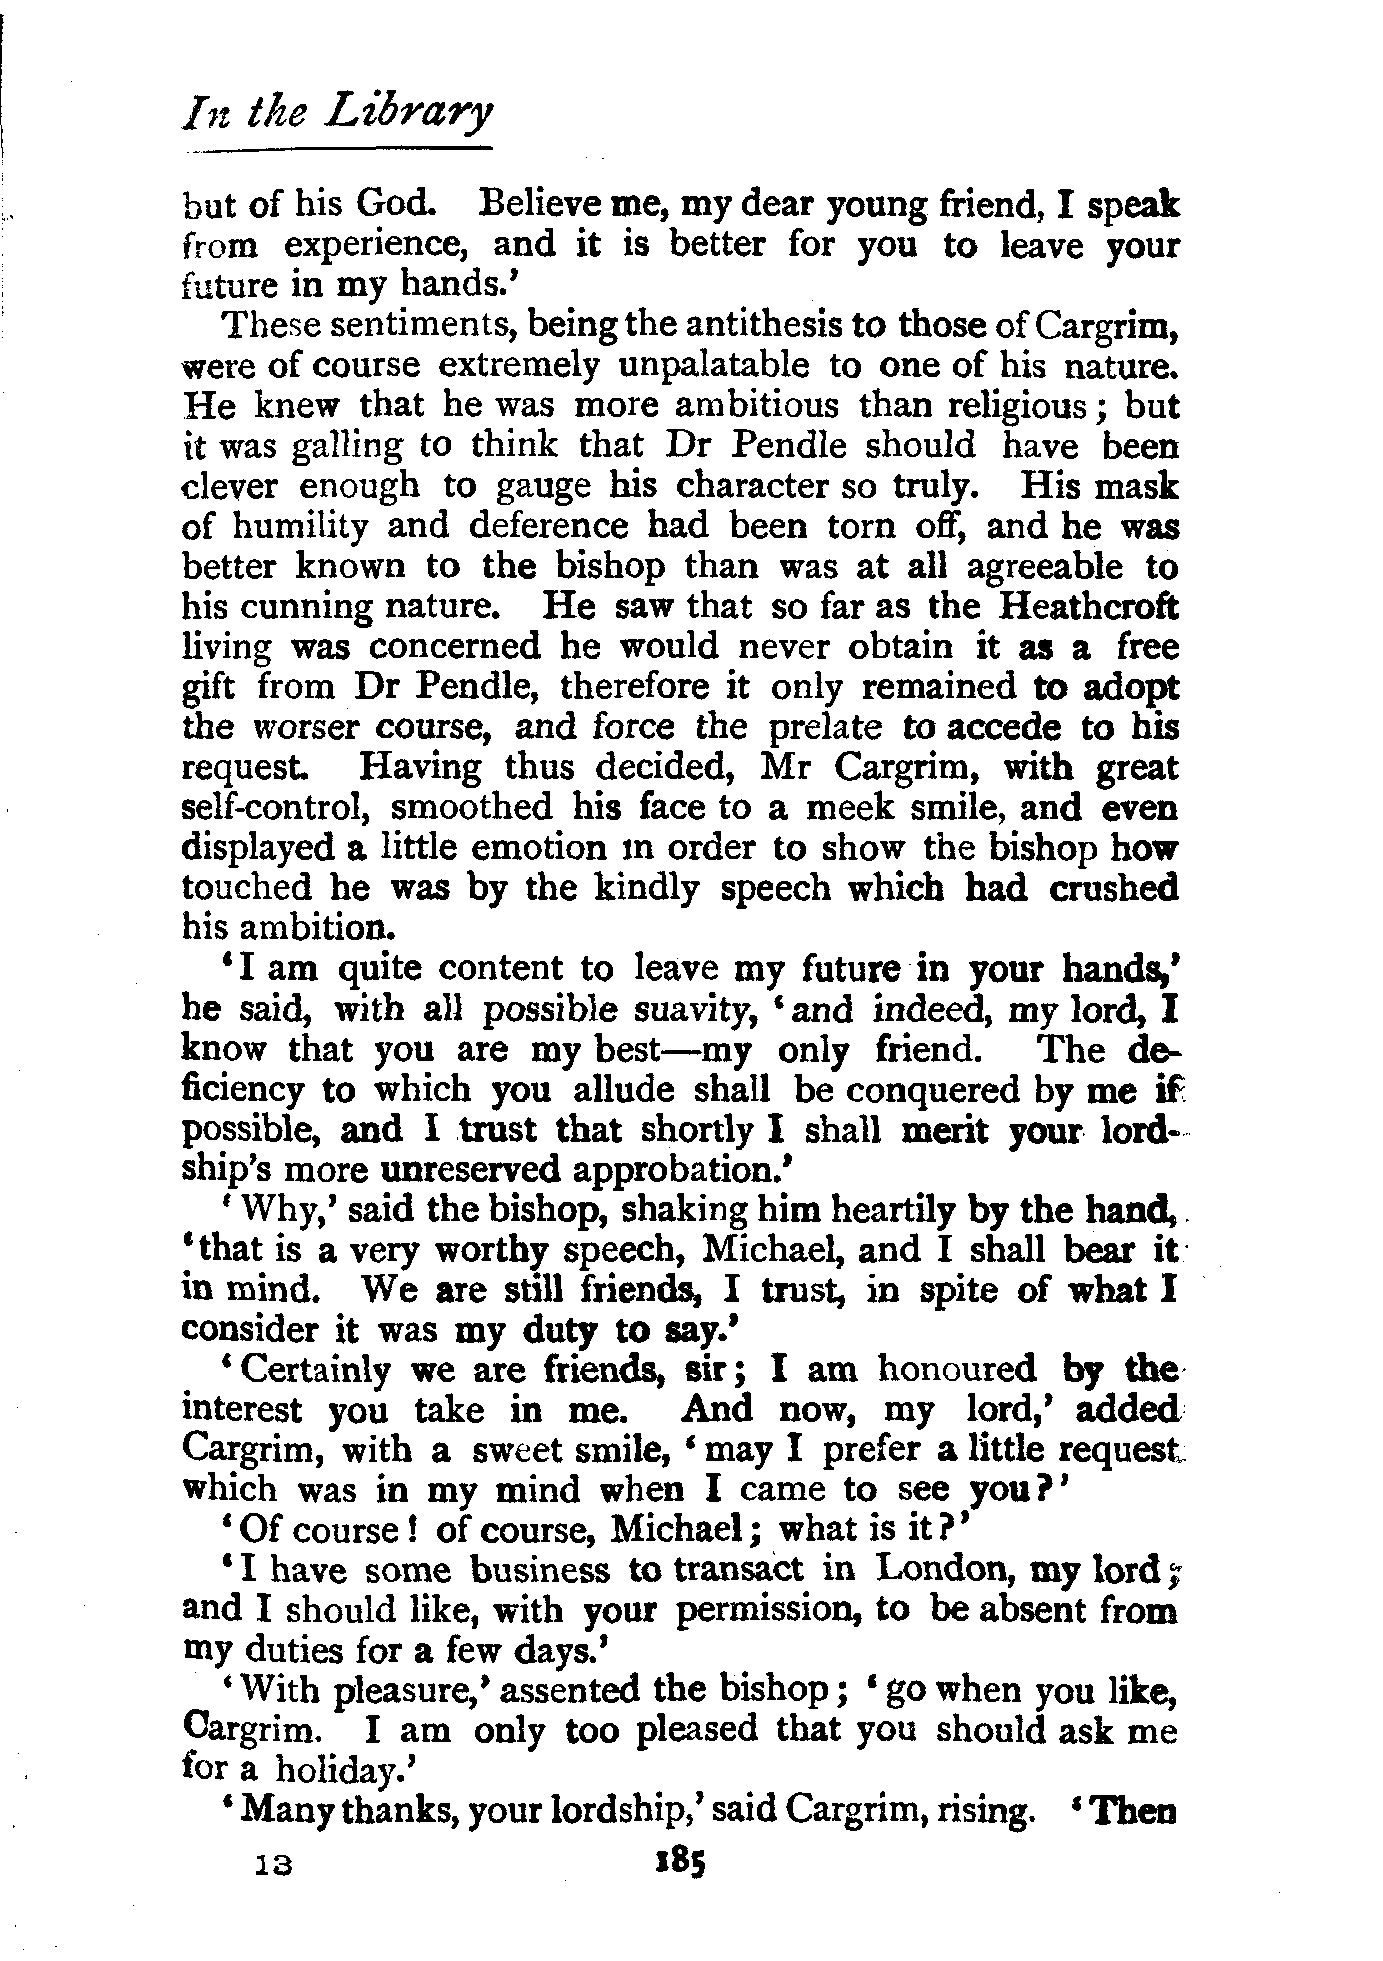 In the Library
but of his God. Believe me, my dear young friend, I speak
from experience, and it is better for you to leave your
future in my hands.'
These sentiments, being the antithesis to those of Cargrim,
were of course extremely unpalatable to one of his nature.
He knew that he was more ambitious than religious; but
it was galling to think that Dr Pendle should have been
clever enough to gauge his character so truly. His mask
of humility and deference had been torn off, and he was
better known to the bishop than was at all agreeable to
his cunning nature. He saw that so far as the Heathcroft
living was concerned he would never obtain it as a free
gift from Dr Pendle, therefore it only remained to adopt
the worser course, and force the prelate to accede to his
request. Having thus decided, Mr Cargrim, with great
self-control, smoothed his face to a meek smile, and even
displayed a little emotion in order to show the bishop how
touched he was by the kindly speech which had crushed
his ambition.
'I am quite content to leave my future in your hands,'
he said, with all possible suavity, 'and indeed, my lord, I
know that you are my best—my only friend. The de-
ficiency to which you allude shall be conquered by me if
possible, and I trust that shortly I shall merit your lord-
ship's more unreserved approbation.'
'Why,' said the bishop, shaking him heartily by the hand,
'that is a very worthy speech, Michael, and I shall bear it
in mind. We are still friends, I trust, in spite of what I
consider it was my duty to say.'
'Certainly we are friends, sir; I am honoured by the
interest you take in me. And now, my lord,' added
Cargrim, with a sweet smile, 'may I prefer a little request
which was in my mind when I came to see you?'
'Of course! of course, Michael; what is it?'
'I have some business to transact in London, my lord;
and I should like, with your permission, to be absent from
my duties for a few days.'
'With pleasure,' assented the bishop; 'go when you like,
Cargrim. I am only too pleased that you should ask me
for a holiday.'
'Many thanks, your lordship,' said Cargrim, rising. 'Then
13 185